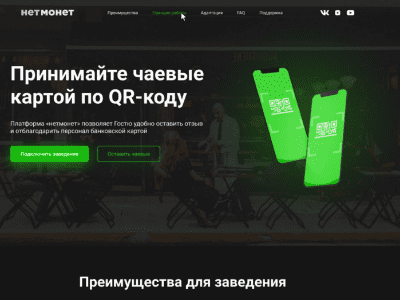 нетмонет
Преимущества
Принцип работы
Адаптация
FAQ
Поддержка
Принимайте чаевые
картой по QR-коду
Платформа «нетмонет» позволяет Гостю удобно оставить отзыв
и отблагодарить персонал банковской картой
Подключить заведение
Оставить чаевые
Преимущества для заведения